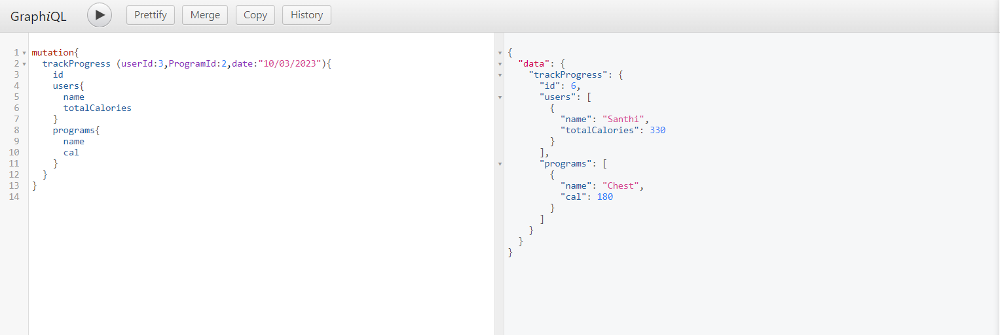 GraphiQL Prettify Merge Copy History
1 mutation{
2 trackProgress (userId:3,ProgramId:2,date:"10/03/2023"){
3 id
4 users{
5 name
6 totalCalories
7 }
8 programs{
9 name
10 cal
11 }
12 }
13 }
14
{
"data": {
"trackProgress": {
"id": 6,
"users": [
{
"name": "Santhi",
"totalCalories": 330
}
],
"programs": [
{
"name": "Chest",
"cal": 180
}
]
}
}
}